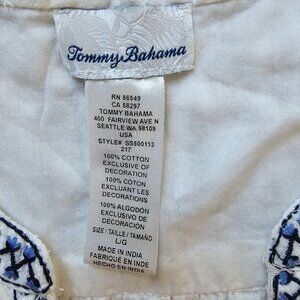 Tommy Bahama
RN 86549
CA 58297
TOMMY BAHAMA
400 FAIRVIEW AVE N
SEATTLE WA 98109
USA
STYLE# SS500113
217
100% COTTON
EXCLUSIVE OF
DECORATION
100% COTON
EXCLUANT LES
DECORATIONS
100% ALGODÓN
EXCLUSIVO DE
DECORACIÓN
SIZE / TAILLE / TAMAÑO
L/G
MADE IN INDIA
FABRIQUÉ EN INDE
HECHO EN INDIA